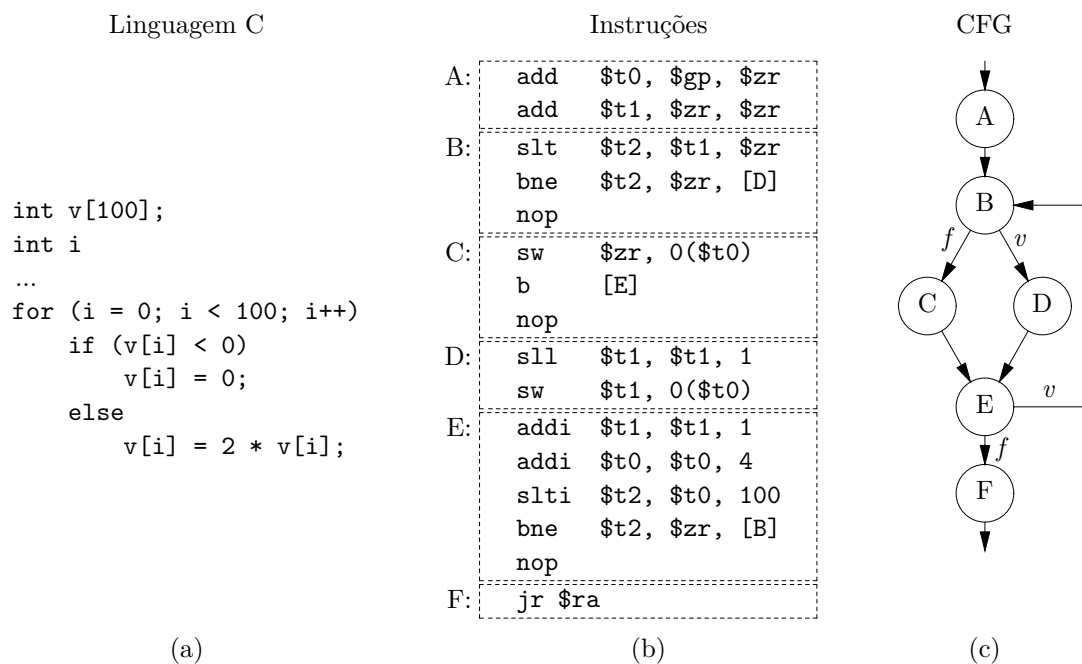 Linguagem C
int v[100];
int i
...
for (i = 0; i < 100; i++)
if (v[i] < 0)
v[i] = 0;
else
v[i] = 2 * v[i];
(a)
Instruções
A: add $t0, $gp, $zr
add $t1, $zr, $zr
B: slt $t2, $t1, $zr
bne $t2, $zr, [D]
nop
C: sw $zr, 0($t0)
b [E]
nop
D: sll $t1, $t1, 1
sw $t1, 0($t0)
E: addi $t1, $t1, 1
addi $t0, $t0, 4
slti $t2, $t0, 100
bne $t2, $zr, [B]
nop
F: jr $ra
(b)
CFG
A
B
f v
C D
E v
f
F
(c)